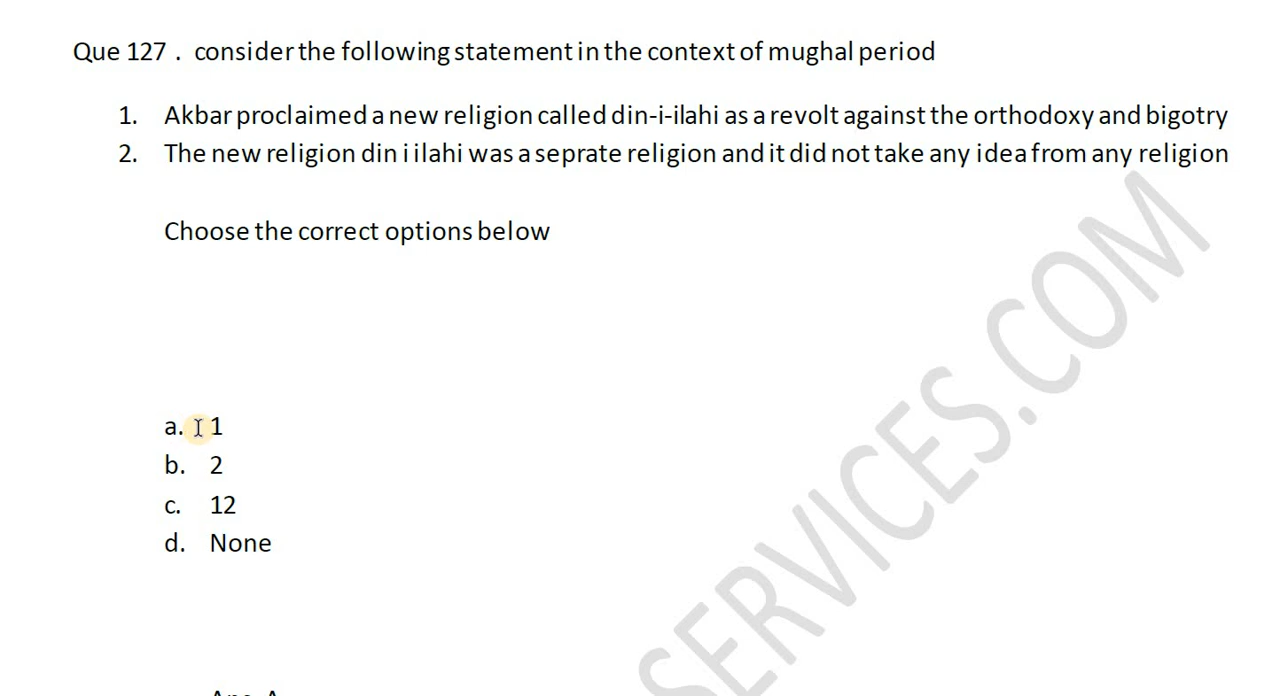 Que 127 . consider the following statement in the context of mughal period
1. Akbar proclaimed a new religion called din-i-ilahi as a revolt against the orthodoxy and bigotry
2. The new religion din i ilahi was a seprate religion and it did not take any idea from any religion
Choose the correct options below
a. 1
b. 2
c. 12
d. None
SERVICES.COM